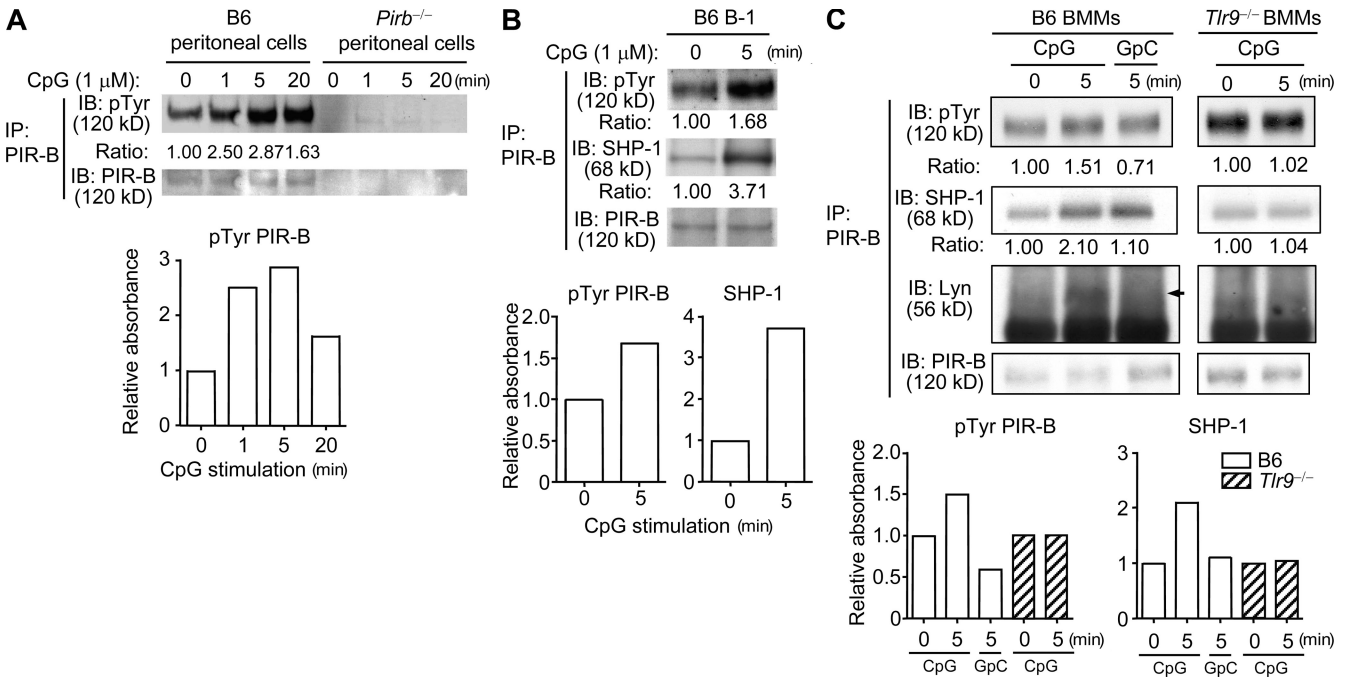 A
B6
peritoneal cells
Pirb–/–
peritoneal cells
CpG (1 μM): 0 1 5 20 0 1 5 20 (min)
IP:
PIR-B
IB: pTyr
(120 kD)
Ratio: 1.00 2.50 2.87 1.63
IB: PIR-B
(120 kD)
pTyr PIR-B
Relative absorbance
3
2
1
0
0 1 5 20
CpG stimulation (min)
B
B6 B-1
CpG (1 μM): 0 5 (min)
IP:
PIR-B
IB: pTyr
(120 kD)
Ratio: 1.00 1.68
IB: SHP-1
(68 kD)
Ratio: 1.00 3.71
IB: PIR-B
(120 kD)
pTyr PIR-B
SHP-1
Relative absorbance
2.0
1.5
1.0
0.5
0
0 5
4
3
2
1
0
0 5
CpG stimulation (min)
C
B6 BMMs Tlr9–/– BMMs
CpG GpC CpG
0 5 5 (min) 0 5 (min)
IP:
PIR-B
IB: pTyr
(120 kD)
Ratio: 1.00 1.51 0.71 1.00 1.02
IB: SHP-1
(68 kD)
Ratio: 1.00 2.10 1.10 1.00 1.04
IB: Lyn
(56 kD)
IB: PIR-B
(120 kD)
pTyr PIR-B
Relative absorbance
2.0
1.5
1.0
0.5
0
0 5 5 0 5 (min)
CpG GpC CpG
SHP-1
B6
Tlr9–/–
3
2
1
0
0 5 5 0 5 (min)
CpG GpC CpG